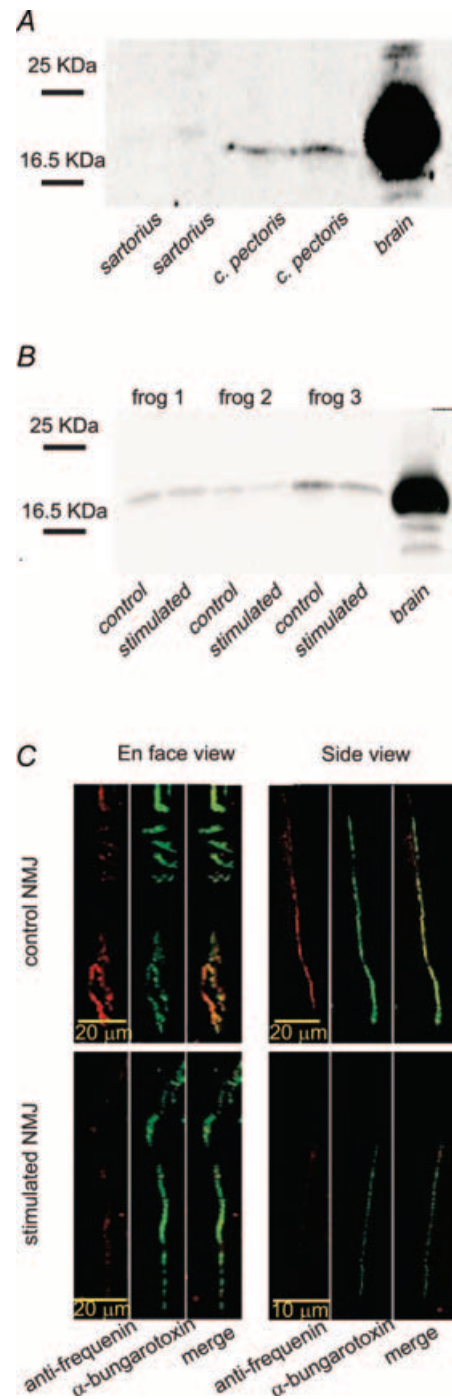 A
25 KDa
16.5 KDa
sartorius
sartorius
c. pectoris
c. pectoris
brain
B
frog 1 frog 2 frog 3
25 KDa
16.5 KDa
control
stimulated
control
stimulated
control
stimulated
brain
C
En face view Side view
control NMJ
20 μm 20 μm
stimulated NMJ
20 μm 10 μm
anti-frequenin
α-bungarotoxin
merge
anti-frequenin
α-bungarotoxin
merge